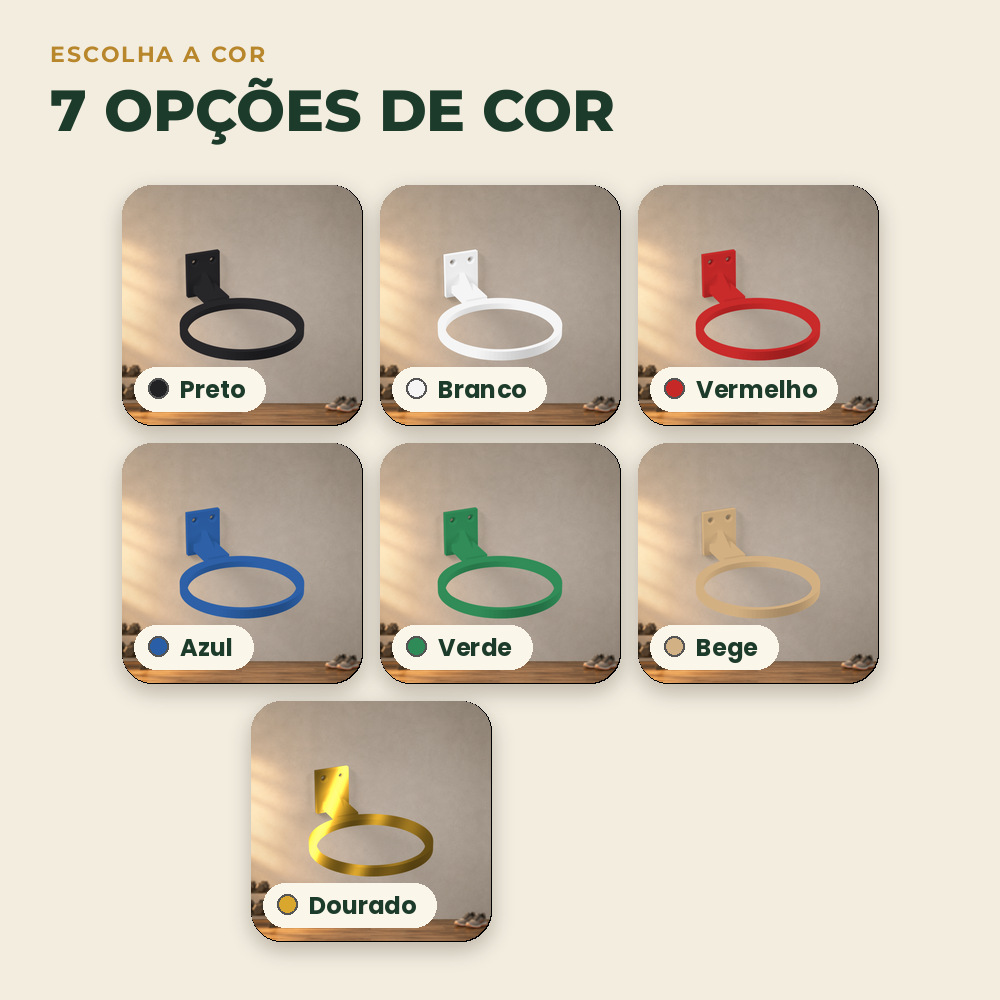 ESCOLHA A COR
7 OPÇÕES DE COR
Preto
Branco
Vermelho
Azul
Verde
Bege
Dourado